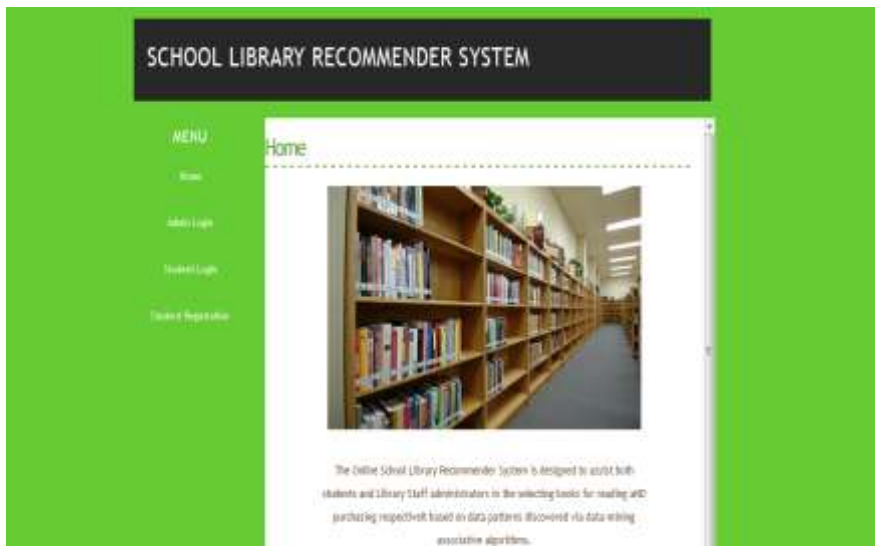 SCHOOL LIBRARY RECOMMENDER SYSTEM
MENU
Home
Admin Login
Student Login
Student Registration
Home
The Online School Library Recommender System is designed to assist both
students and Library Staff administrators in the selecting books for reading aND
purchasing respectivelt based on data patterns discovered via data mining
associative algorithms.